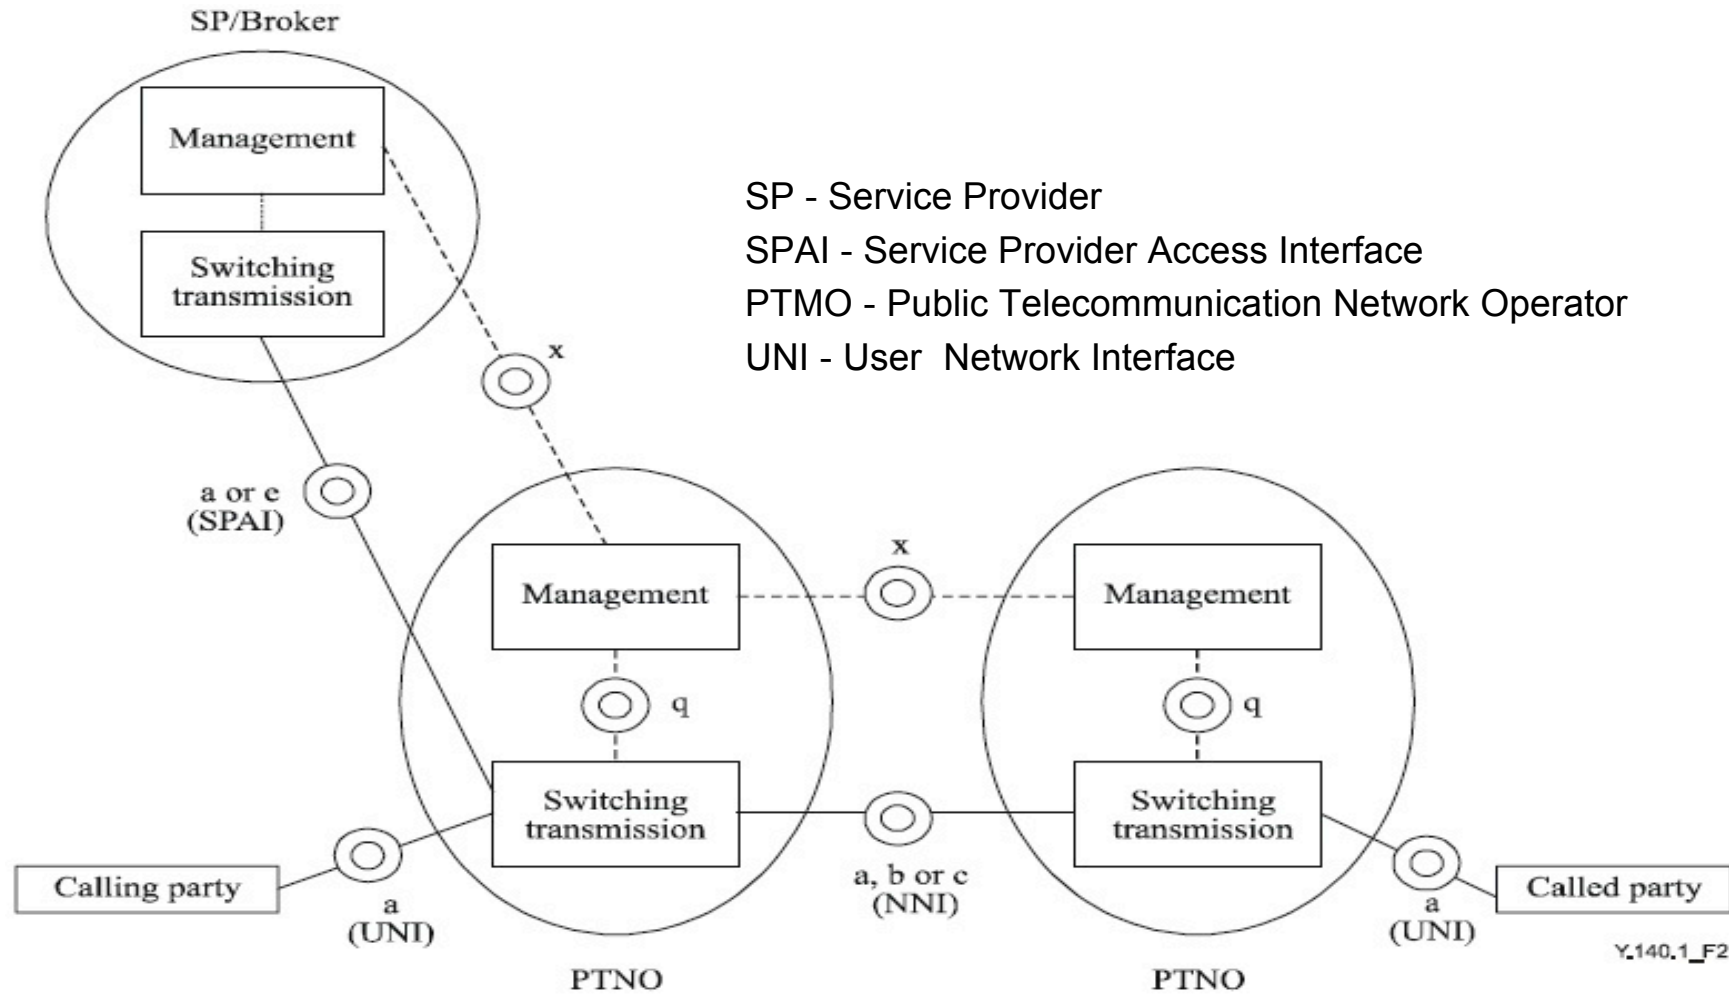 SP/Broker
Management
Switching
transmission
SP - Service Provider
SPAI - Service Provider Access Interface
PTMO - Public Telecommunication Network Operator
UNI - User Network Interface
x
a or e
(SPAI)
Management
x
Management
q
q
Switching
transmission
Switching
transmission
Calling party
a
(UNI)
a, b or c
(NNI)
Called party
a
(UNI)
Y.140.1_F2
PTNO
PTNO